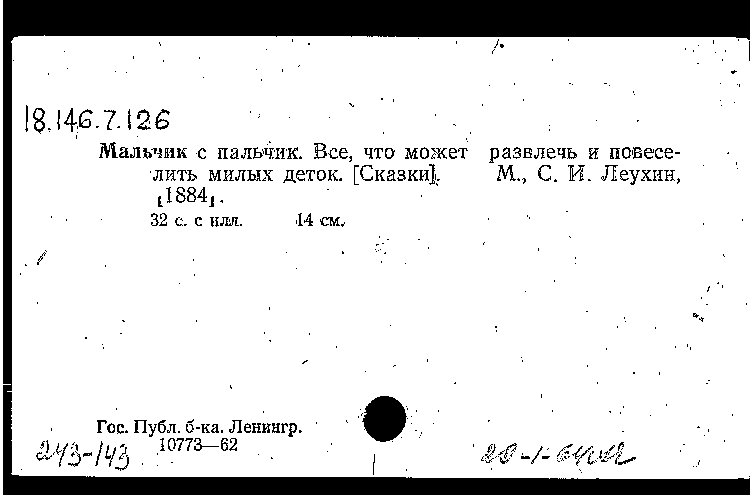 18.146.7.126
Мальчик с пальчик. Все, что может развлечь и повесе-
лить милых деток. [Сказки]. М., С. И. Леухин,
[1884].
32 с. с илл. 14 см.
Гос. Публ. б-ка. Ленингр.
243-143 10773—62